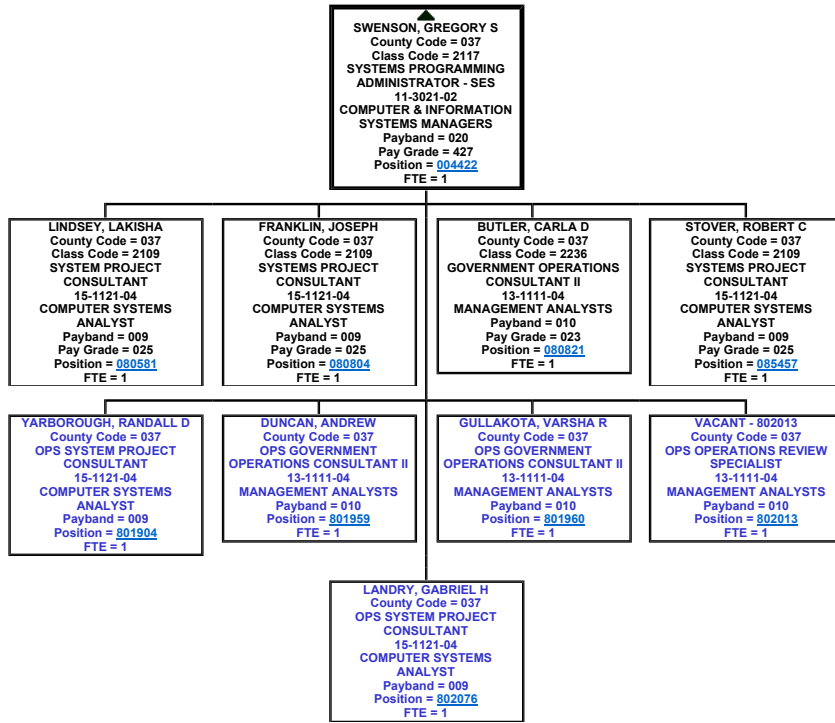 SWENSON, GREGORY S
County Code = 037
Class Code = 2117
SYSTEMS PROGRAMMING
ADMINISTRATOR - SES
11-3021-02
COMPUTER & INFORMATION
SYSTEMS MANAGERS
Payband = 020
Pay Grade = 427
Position = 004422
FTE = 1
LINDSEY, LAKISHA
County Code = 037
Class Code = 2109
SYSTEM PROJECT
CONSULTANT
15-1121-04
COMPUTER SYSTEMS
ANALYST
Payband = 009
Pay Grade = 025
Position = 080581
FTE = 1
FRANKLIN, JOSEPH
County Code = 037
Class Code = 2109
SYSTEMS PROJECT
CONSULTANT
15-1121-04
COMPUTER SYSTEMS
ANALYST
Payband = 009
Pay Grade = 025
Position = 080804
FTE = 1
BUTLER, CARLA D
County Code = 037
Class Code = 2236
GOVERNMENT OPERATIONS
CONSULTANT II
13-1111-04
MANAGEMENT ANALYSTS
Payband = 010
Pay Grade = 023
Position = 080821
FTE = 1
STOVER, ROBERT C
County Code = 037
Class Code = 2109
SYSTEMS PROJECT
CONSULTANT
15-1121-04
COMPUTER SYSTEMS
ANALYST
Payband = 009
Pay Grade = 025
Position = 085457
FTE = 1
YARBOROUGH, RANDALL D
County Code = 037
OPS SYSTEM PROJECT
CONSULTANT
15-1121-04
COMPUTER SYSTEMS
ANALYST
Payband = 009
Position = 801904
FTE = 1
DUNCAN, ANDREW
County Code = 037
OPS GOVERNMENT
OPERATIONS CONSULTANT II
13-1111-04
MANAGEMENT ANALYSTS
Payband = 010
Position = 801959
FTE = 1
GULLAKOTA, VARSHA R
County Code = 037
OPS GOVERNMENT
OPERATIONS CONSULTANT II
13-1111-04
MANAGEMENT ANALYSTS
Payband = 010
Position = 801960
FTE = 1
VACANT - 802013
County Code = 037
OPS OPERATIONS REVIEW
SPECIALIST
13-1111-04
MANAGEMENT ANALYSTS
Payband = 010
Position = 802013
FTE = 1
LANDRY, GABRIEL H
County Code = 037
OPS SYSTEM PROJECT
CONSULTANT
15-1121-04
COMPUTER SYSTEMS
ANALYST
Payband = 009
Position = 802076
FTE = 1